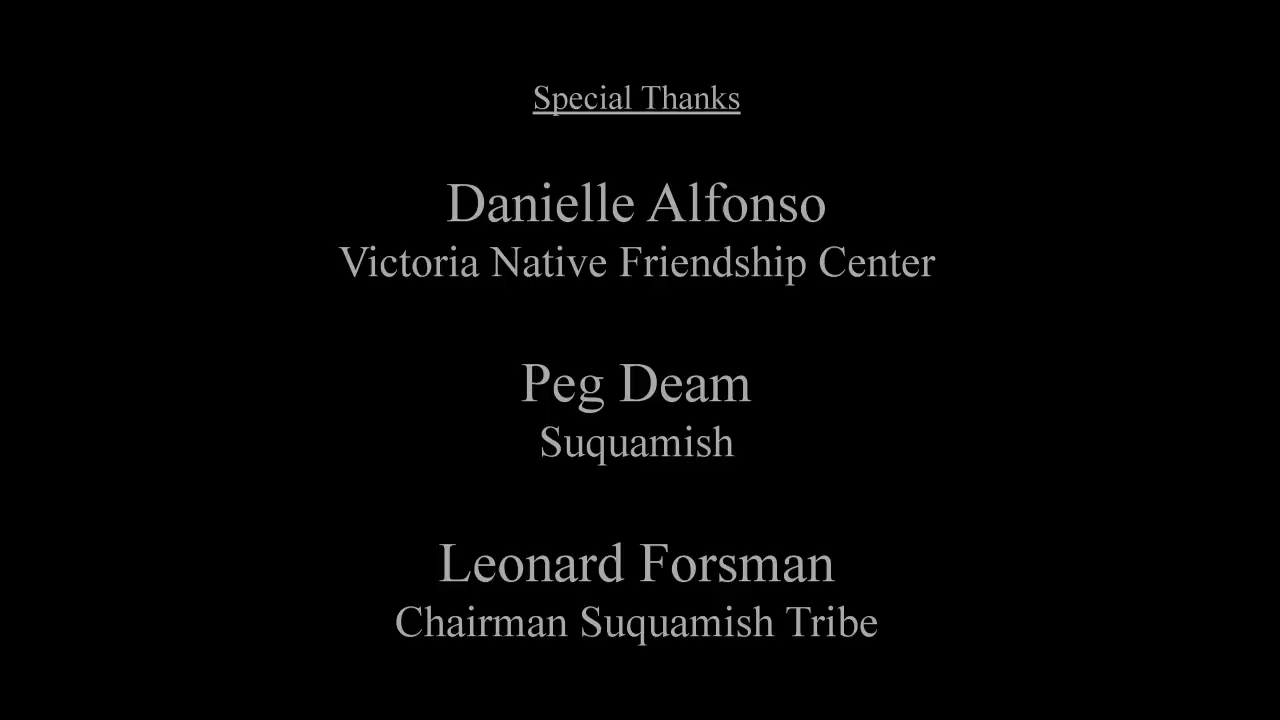 Special Thanks
Danielle Alfonso
Victoria Native Friendship Center
Peg Deam
Suquamish
Leonard Forsman
Chairman Suquamish Tribe